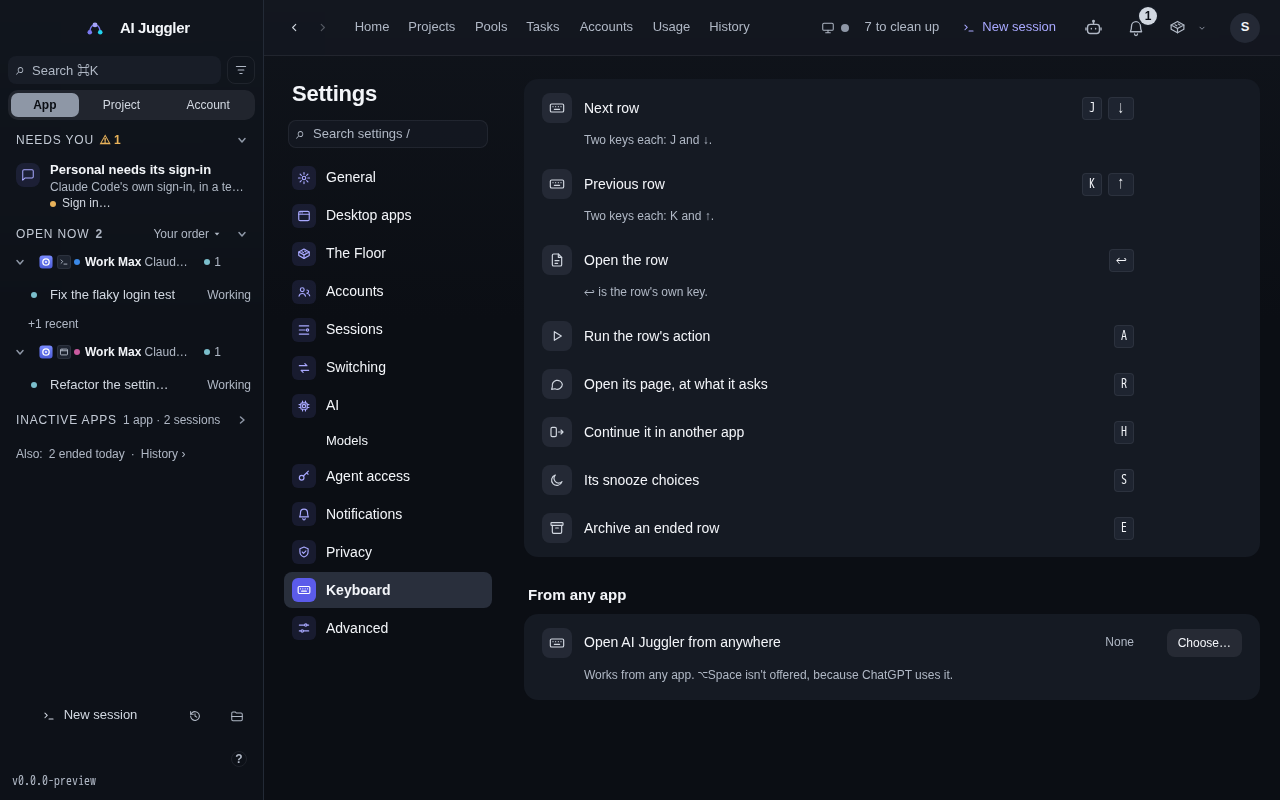 AI Juggler
Search ⌘K
App Project Account
NEEDS YOU 1
Personal needs its sign-in
Claude Code's own sign-in, in a te…
Sign in…
OPEN NOW 2 Your order
Work Max Claud… 1
Fix the flaky login test Working
+1 recent
Work Max Claud… 1
Refactor the settin… Working
INACTIVE APPS 1 app · 2 sessions
Also: 2 ended today · History ›
New session
?
v0.0.0-preview
Home Projects Pools Tasks Accounts Usage History
7 to clean up
New session
1
S
Settings
Search settings /
General
Desktop apps
The Floor
Accounts
Sessions
Switching
AI
Models
Agent access
Notifications
Privacy
Keyboard
Advanced
Next row J ↓
Two keys each: J and ↓.
Previous row K ↑
Two keys each: K and ↑.
Open the row ↩
↩ is the row's own key.
Run the row's action A
Open its page, at what it asks R
Continue it in another app H
Its snooze choices S
Archive an ended row E
From any app
Open AI Juggler from anywhere None Choose…
Works from any app. ⌥Space isn't offered, because ChatGPT uses it.